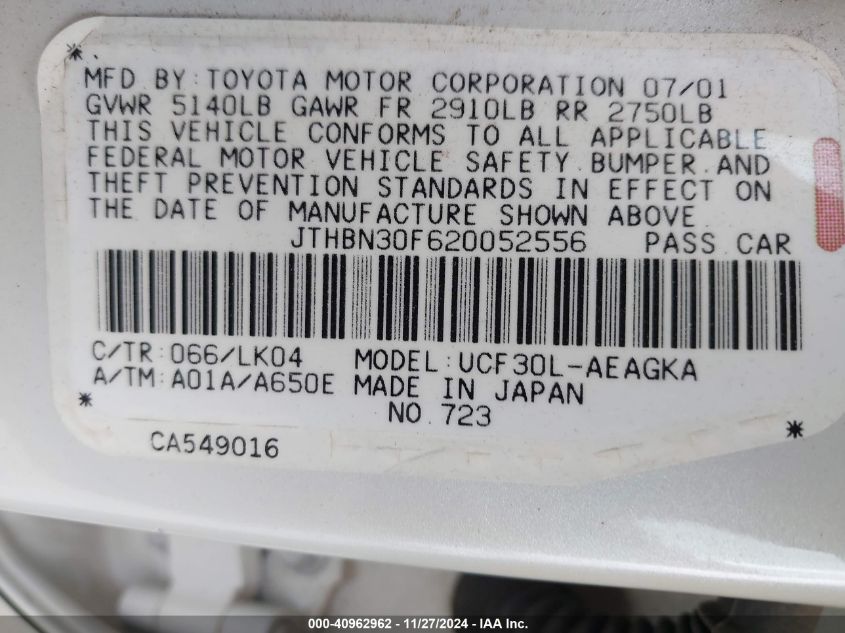 MFD BY:TOYOTA MOTOR CORPORATION 07/01
GVWR 5140LB GAWR FR 2910LB RR 2750LB
THIS VEHICLE CONFORMS TO ALL APPLICABLE
FEDERAL MOTOR VEHICLE SAFETY.BUMPER.AND
THEFT PREVENTION STANDARDS IN EFFECT ON
THE DATE OF MANUFACTURE SHOWN ABOVE
JTHBN30F620052556 PASS.CAR
C/TR:066/LK04 MODEL:UCF30L-AEAGKA
A/TM:A01A/A650E MADE IN JAPAN
NO.723
CA549016
000-40962962 - 11/27/2024 - IAA Inc.